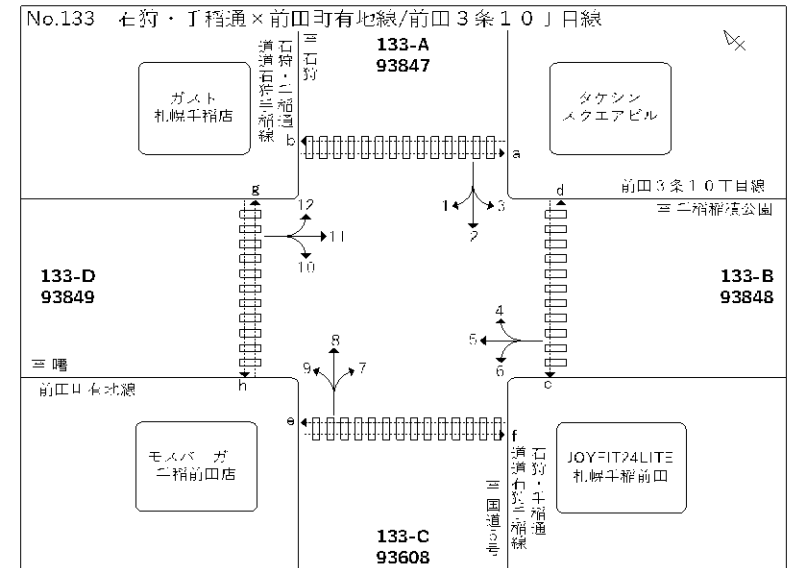 No.133 石狩・手稲通×前田町有地線/前田3条10丁目線
133-A
93847
至 石狩
石狩・手稲通
道道石狩手稲線
ガスト
札幌手稲店
タケシン
スクエアビル
b
a
g
d
前田3条10丁目線
至 手稲稲積公園
12
11
10
1
2
3
133-D
93849
133-B
93848
4
5
6
8
9
7
至 曙
h
c
前田町有地線
e
f
モスバーガー
手稲前田店
JOYFIT24LITE
札幌手稲前田
石狩・手稲通
道道石狩手稲線
至 国道5号
133-C
93608